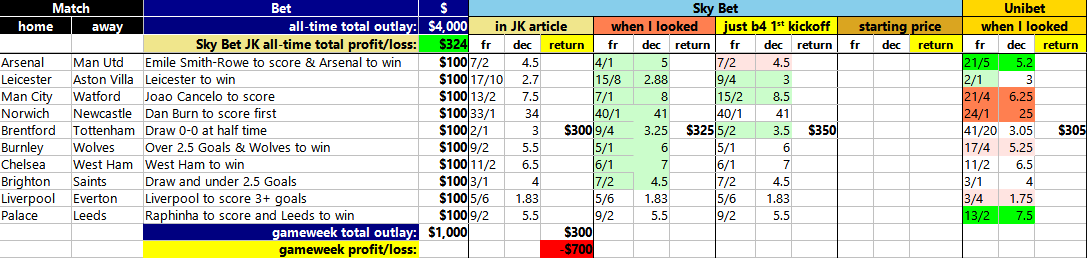 Match Bet $ Sky Bet Unibet
home away all-time total outlay: $4,000 in JK article when I looked just b4 1st kickoff starting price when I looked
Sky Bet JK all-time total profit/loss: $324 fr dec return fr dec return fr dec return fr dec return fr dec return
Arsenal Man Utd Emile Smith-Rowe to score & Arsenal to win $100 7/2 4.5 4/1 5 7/2 4.5 21/5 5.2
Leicester Aston Villa Leicester to win $100 17/10 2.7 15/8 2.88 9/4 3 2/1 3
Man City Watford Joao Cancelo to score $100 13/2 7.5 7/1 8 15/2 8.5 21/4 6.25
Norwich Newcastle Dan Burn to score first $100 33/1 34 40/1 41 40/1 41 24/1 25
Brentford Tottenham Draw 0-0 at half time $100 2/1 3 $300 9/4 3.25 $325 5/2 3.5 $350 41/20 3.05 $305
Burnley Wolves Over 2.5 Goals & Wolves to win $100 9/2 5.5 5/1 6 5/1 6 17/4 5.25
Chelsea West Ham West Ham to win $100 11/2 6.5 6/1 7 6/1 7 11/2 6.5
Brighton Saints Draw and under 2.5 Goals $100 3/1 4 7/2 4.5 7/2 4.5 3/1 4
Liverpool Everton Liverpool to score 3+ goals $100 5/6 1.83 5/6 1.83 5/6 1.83 3/4 1.75
Palace Leeds Raphinha to score and Leeds to win $100 9/2 5.5 9/2 5.5 9/2 5.5 13/2 7.5
gameweek total outlay: $1,000 $300
gameweek profit/loss: -$700